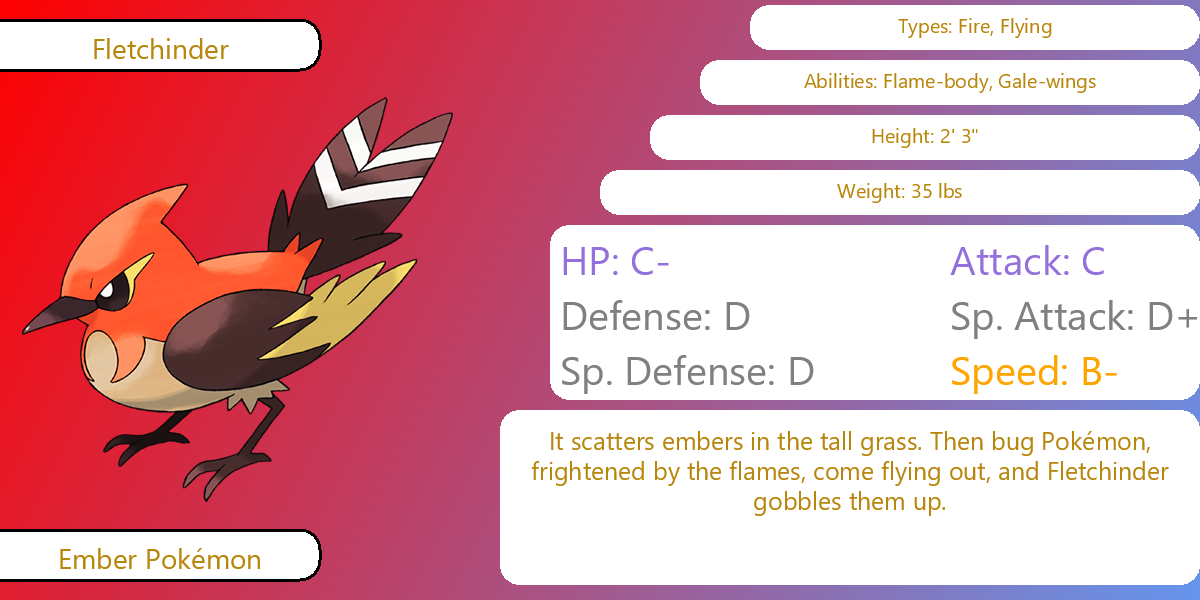 Fletchinder
Types: Fire, Flying
Abilities: Flame-body, Gale-wings
Height: 2' 3"
Weight: 35 lbs
HP: C-
Attack: C
Defense: D
Sp. Attack: D+
Sp. Defense: D
Speed: B-
It scatters embers in the tall grass. Then bug Pokémon,
frightened by the flames, come flying out, and Fletchinder
gobbles them up.
Ember Pokémon